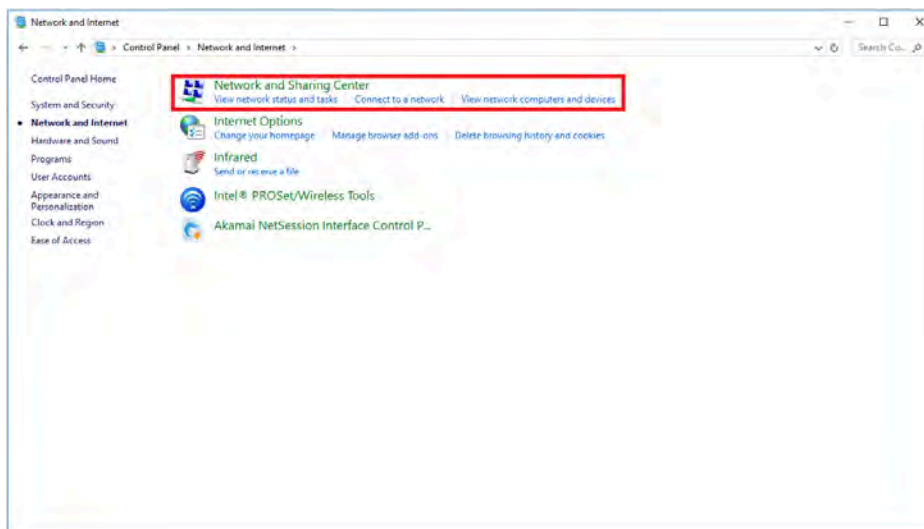 Network and Internet
Control Panel > Network and Internet >
Search Co...
Control Panel Home
System and Security
Network and Internet
Hardware and Sound
Programs
User Accounts
Appearance and
Personalization
Clock and Region
Ease of Access
Network and Sharing Center
View network status and tasks Connect to a network View network computers and devices
Internet Options
Change your homepage Manage browser add-ons Delete browsing history and cookies
Infrared
Send or receive a file
Intel® PROSet/Wireless Tools
Akamai NetSession Interface Control P...